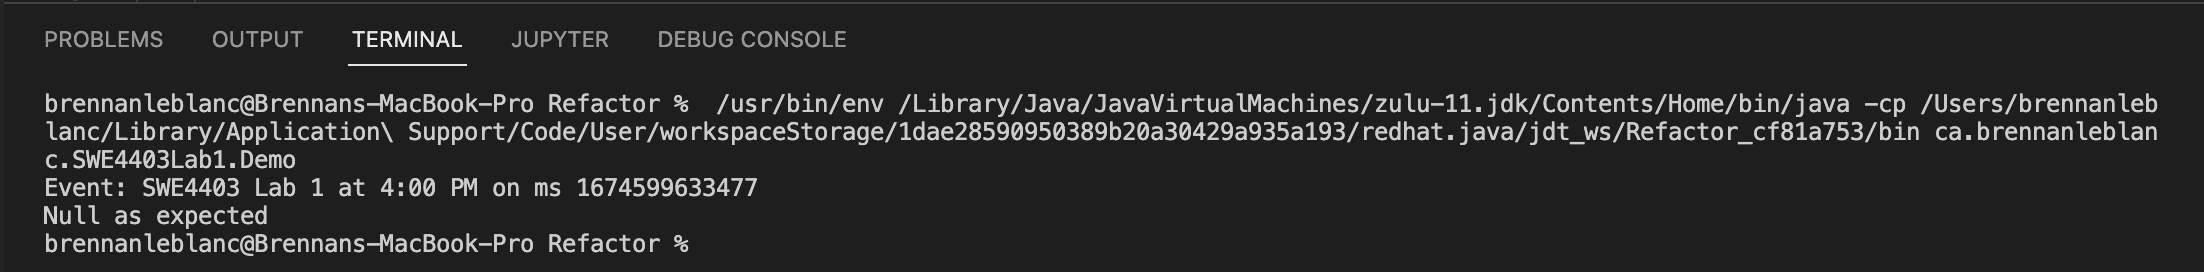 PROBLEMS OUTPUT TERMINAL JUPYTER DEBUG CONSOLE
brennanleblanc@Brennans-MacBook-Pro Refactor %  /usr/bin/env /Library/Java/JavaVirtualMachines/zulu-11.jdk/Contents/Home/bin/java -cp /Users/brennanleb
lanc/Library/Application\ Support/Code/User/workspaceStorage/1dae28590950389b20a30429a935a193/redhat.java/jdt_ws/Refactor_cf81a753/bin ca.brennanleblan
c.SWE4403Lab1.Demo
Event: SWE4403 Lab 1 at 4:00 PM on ms 1674599633477
Null as expected
brennanleblanc@Brennans-MacBook-Pro Refactor %